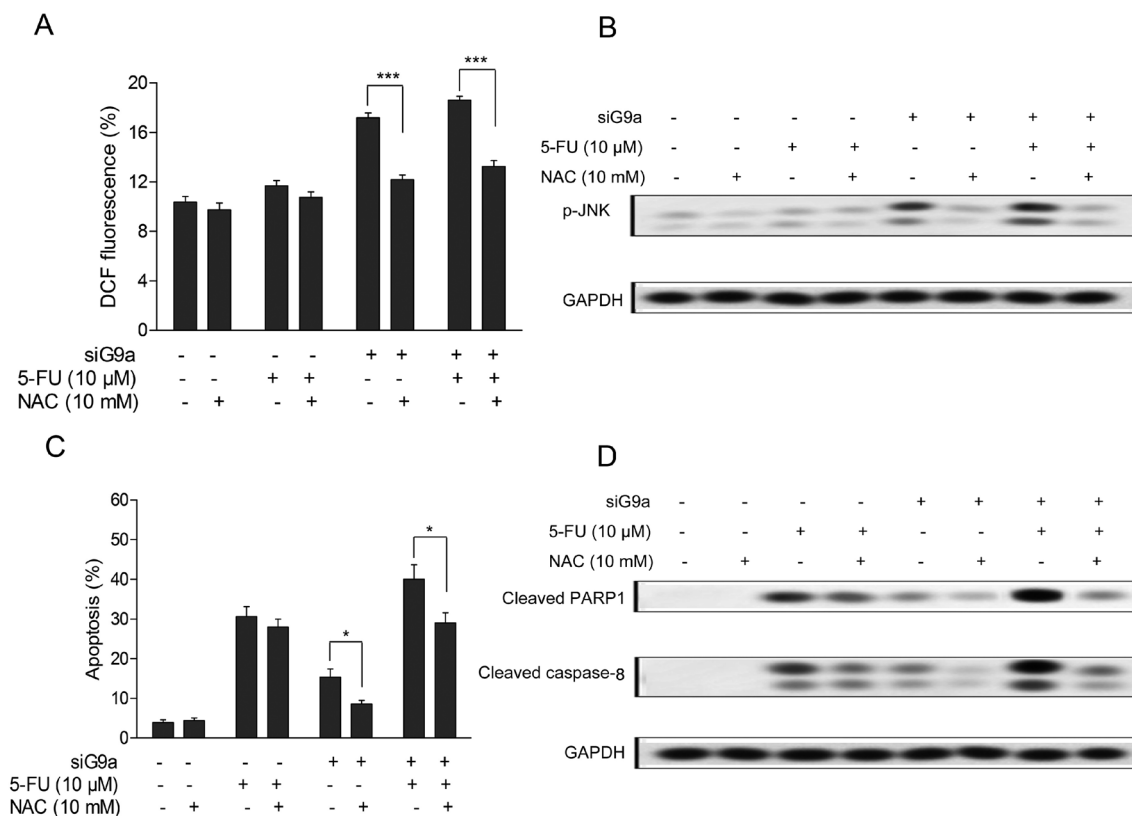 A
20
16
12
8
4
0
DCF fluorescence (%)
*** ***
siG9a - - - - + + + +
5-FU (10 µM) - - + + - - + +
NAC (10 mM) - + - + - + - +
B
siG9a - - - - + + + +
5-FU (10 µM) - - + + - - + +
NAC (10 mM) - + - + - + - +
p-JNK
GAPDH
C
60
50
40
30
20
10
0
Apoptosis (%)
* *
siG9a - - - - + + + +
5-FU (10 µM) - - + + - - + +
NAC (10 mM) - + - + - + - +
D
siG9a - - - - + + + +
5-FU (10 µM) - - + + - - + +
NAC (10 mM) - + - + - + - +
Cleaved PARP1
Cleaved caspase-8
GAPDH